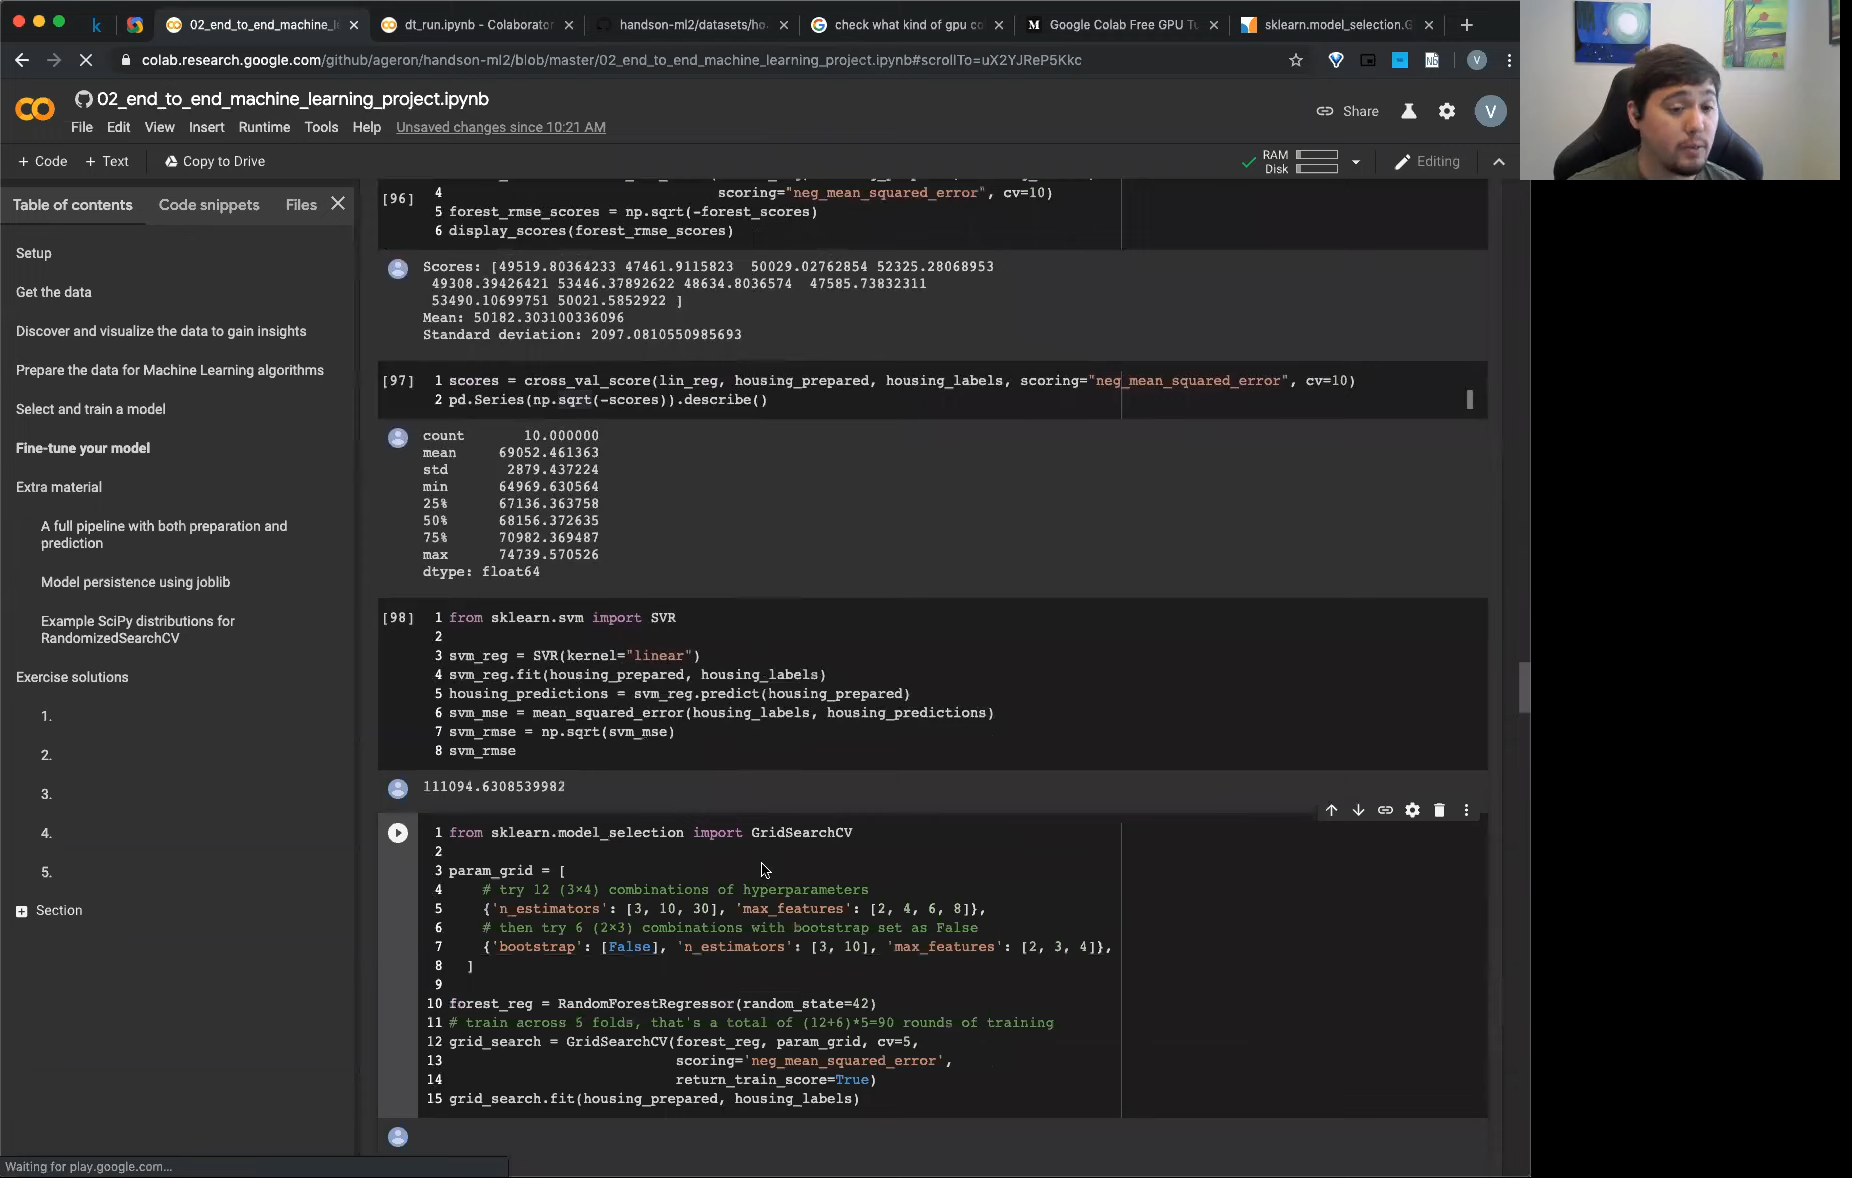 02_end_to_end_machine_le
dt_run.ipynb - Colaborator
handson-ml2/datasets/ho
check what kind of gpu co
Google Colab Free GPU Tu
sklearn.model_selection.G
colab.research.google.com/github/ageron/handson-ml2/blob/master/02_end_to_end_machine_learning_project.ipynb#scrollTo=uX2YJReP5Kkc
V
02_end_to_end_machine_learning_project.ipynb
File Edit View Insert Runtime Tools Help Unsaved changes since 10:21 AM
Share
V
+ Code + Text Copy to Drive
RAM
Disk
Editing
Table of contents Code snippets Files
Setup
Get the data
Discover and visualize the data to gain insights
Prepare the data for Machine Learning algorithms
Select and train a model
Fine-tune your model
Extra material
A full pipeline with both preparation and
prediction
Model persistence using joblib
Example SciPy distributions for
RandomizedSearchCV
Exercise solutions
1.
2.
3.
4.
5.
Section
[96]
4 scoring="neg_mean_squared_error", cv=10)
5 forest_rmse_scores = np.sqrt(-forest_scores)
6 display_scores(forest_rmse_scores)
Scores: [49519.80364233 47461.9115823 50029.02762854 52325.28068953
49308.39426421 53446.37892622 48634.8036574 47585.73832311
53490.10699751 50021.5852922 ]
Mean: 50182.303100336096
Standard deviation: 2097.0810550985693
[97]
1 scores = cross_val_score(lin_reg, housing_prepared, housing_labels, scoring="neg_mean_squared_error", cv=10)
2 pd.Series(np.sqrt(-scores)).describe()
count 10.000000
mean 69052.461363
std 2879.437224
min 64969.630564
25% 67136.363758
50% 68156.372635
75% 70982.369487
max 74739.570526
dtype: float64
[98]
1 from sklearn.svm import SVR
2
3 svm_reg = SVR(kernel="linear")
4 svm_reg.fit(housing_prepared, housing_labels)
5 housing_predictions = svm_reg.predict(housing_prepared)
6 svm_mse = mean_squared_error(housing_labels, housing_predictions)
7 svm_rmse = np.sqrt(svm_mse)
8 svm_rmse
111094.6308539982
1 from sklearn.model_selection import GridSearchCV
2
3 param_grid = [
4 # try 12 (3×4) combinations of hyperparameters
5 {'n_estimators': [3, 10, 30], 'max_features': [2, 4, 6, 8]},
6 # then try 6 (2×3) combinations with bootstrap set as False
7 {'bootstrap': [False], 'n_estimators': [3, 10], 'max_features': [2, 3, 4]},
8 ]
9
10 forest_reg = RandomForestRegressor(random_state=42)
11 # train across 5 folds, that's a total of (12+6)*5=90 rounds of training
12 grid_search = GridSearchCV(forest_reg, param_grid, cv=5,
13 scoring='neg_mean_squared_error',
14 return_train_score=True)
15 grid_search.fit(housing_prepared, housing_labels)
Waiting for play.google.com...